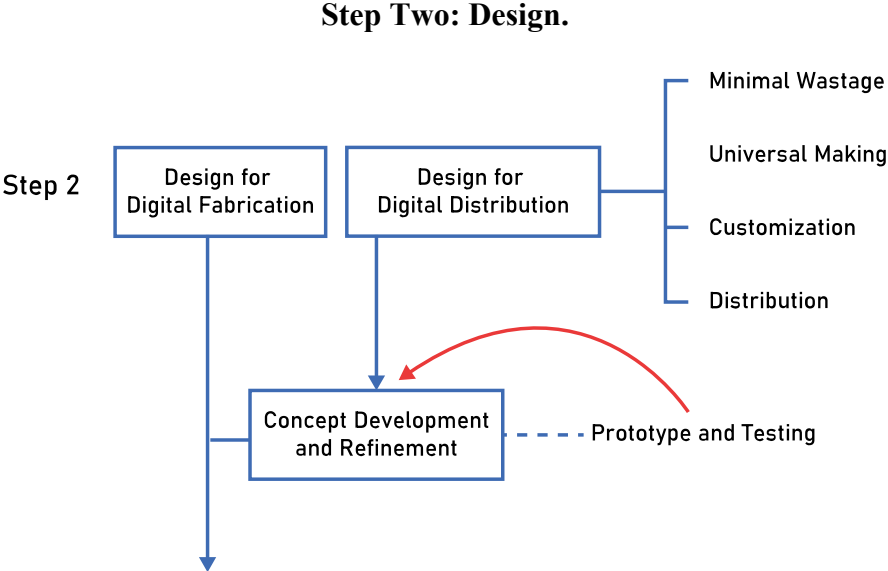 Step Two: Design.
Step 2
Design for
Digital Fabrication
Design for
Digital Distribution
Minimal Wastage
Universal Making
Customization
Distribution
Concept Development
and Refinement
Prototype and Testing